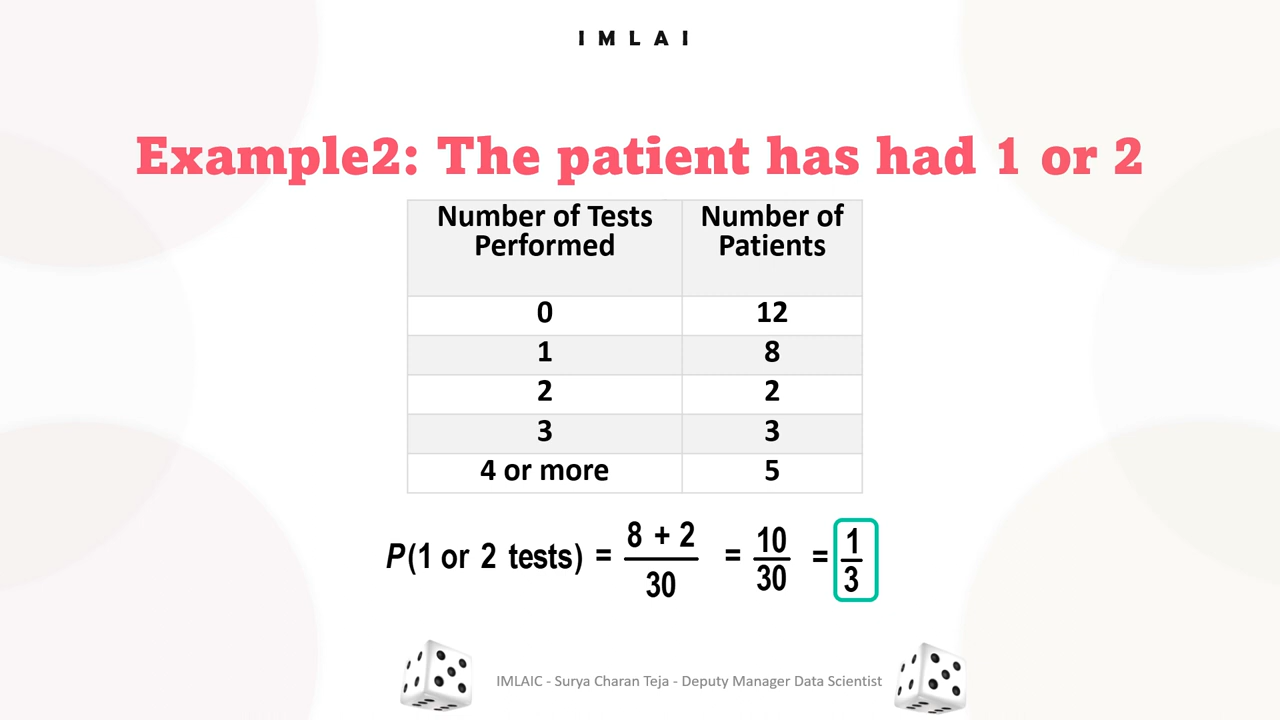 IMLAI
Example2: The patient has had 1 or 2
Number of Tests Performed Number of Patients
0 12
1 8
2 2
3 3
4 or more 5
P(1 or 2 tests) = 8 + 2 / 30 = 10 / 30 = 1 / 3
IMLAIC - Surya Charan Teja - Deputy Manager Data Scientist